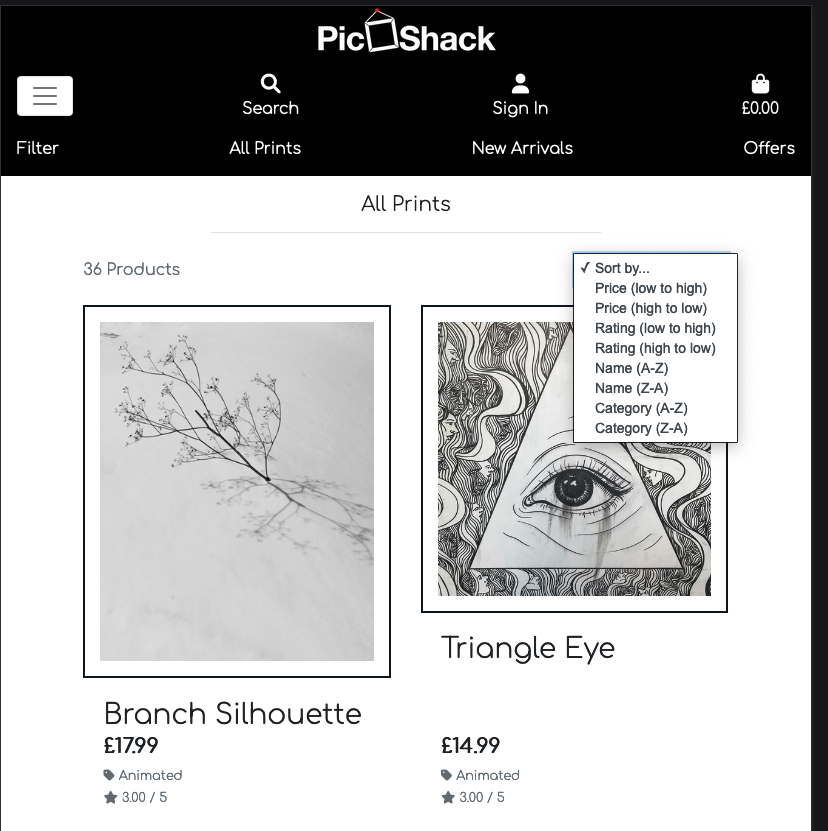 Pic Shack
Search
Sign In
£0.00
Filter
All Prints
New Arrivals
Offers
All Prints
36 Products
✓ Sort by...
Price (low to high)
Price (high to low)
Rating (low to high)
Rating (high to low)
Name (A-Z)
Name (Z-A)
Category (A-Z)
Category (Z-A)
Branch Silhouette
£17.99
Animated
3.00 / 5
Triangle Eye
£14.99
Animated
3.00 / 5